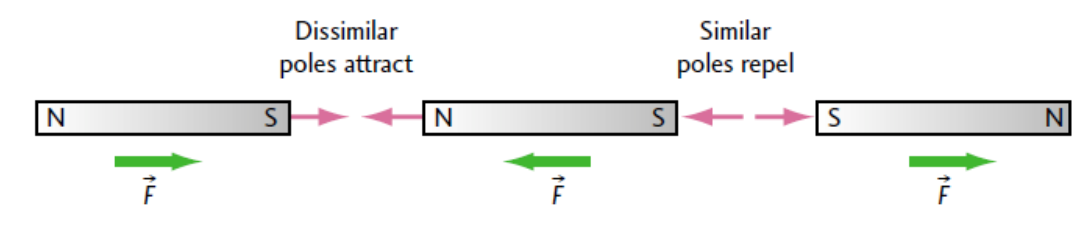 Dissimilar
poles attract
Similar
poles repel
N S
N S
S N
F⃗
F⃗
F⃗